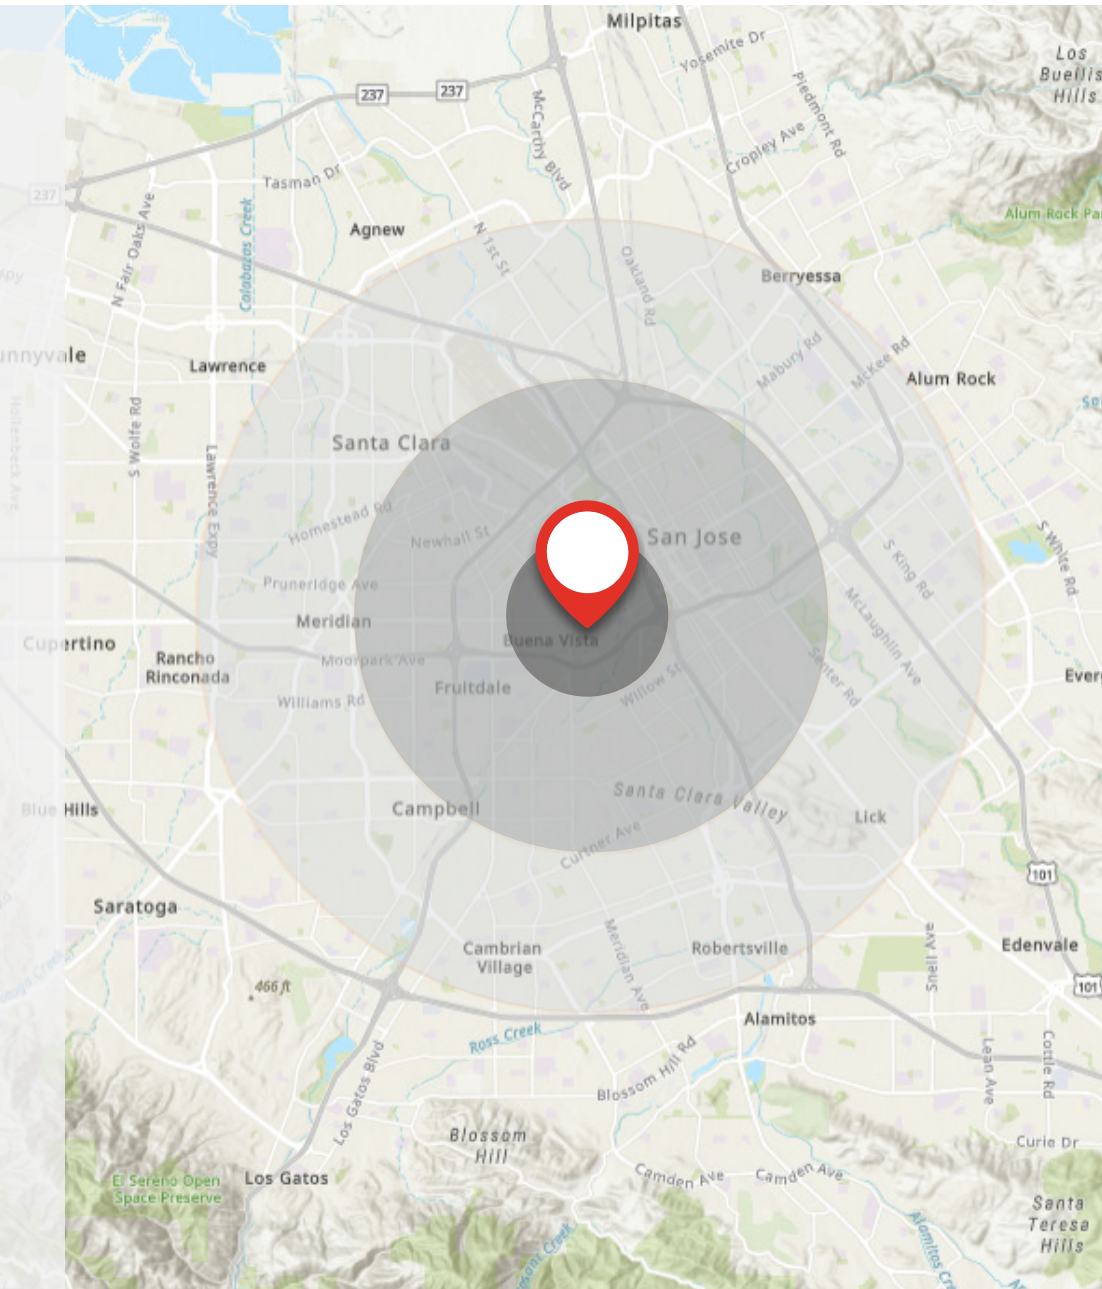 Milpitas
Yosemite Dr
Los
Buellis
Hills
237
237
McCarthy Blvd
Piedmont Rd
Cropley Ave
Tasman Dr
237
N Fair Oaks Ave
Calabazas Creek
Alum Rock Pa
Agnew
N 1st St
Oakland Rd
Berryessa
unnyvale
Lawrence
Mabury Rd
McKee Rd
Alum Rock
Hollenbeck Ave
S Wolfe Rd
Lawrence Expy
Santa Clara
Homestead Rd
Newhall St
San Jose
S White Rd
S King Rd
Pruneridge Ave
McLaughlin Ave
Meridian
Cupertino
Buena Vista
Rancho
Rinconada
Moorpark Ave
Senter Rd
Ever
Fruitdale
Willow St
Williams Rd
Blue Hills
Campbell
Santa Clara Valley
Lick
Curtner Ave
101
Saratoga
Cambrian
Village
Meridian Ave
Robertsville
Snell Ave
Edenvale
466 ft
101
Alamitos
Ross Creek
Blossom Hill Rd
Lean Ave
Cottle Rd
Los Gatos Blvd
Blossom
Hill
Curie Dr
El Sereno Open
Space Preserve
Los Gatos
Camden Ave
Camden Ave
Santa
Teresa
Hills
Alamitos Cr